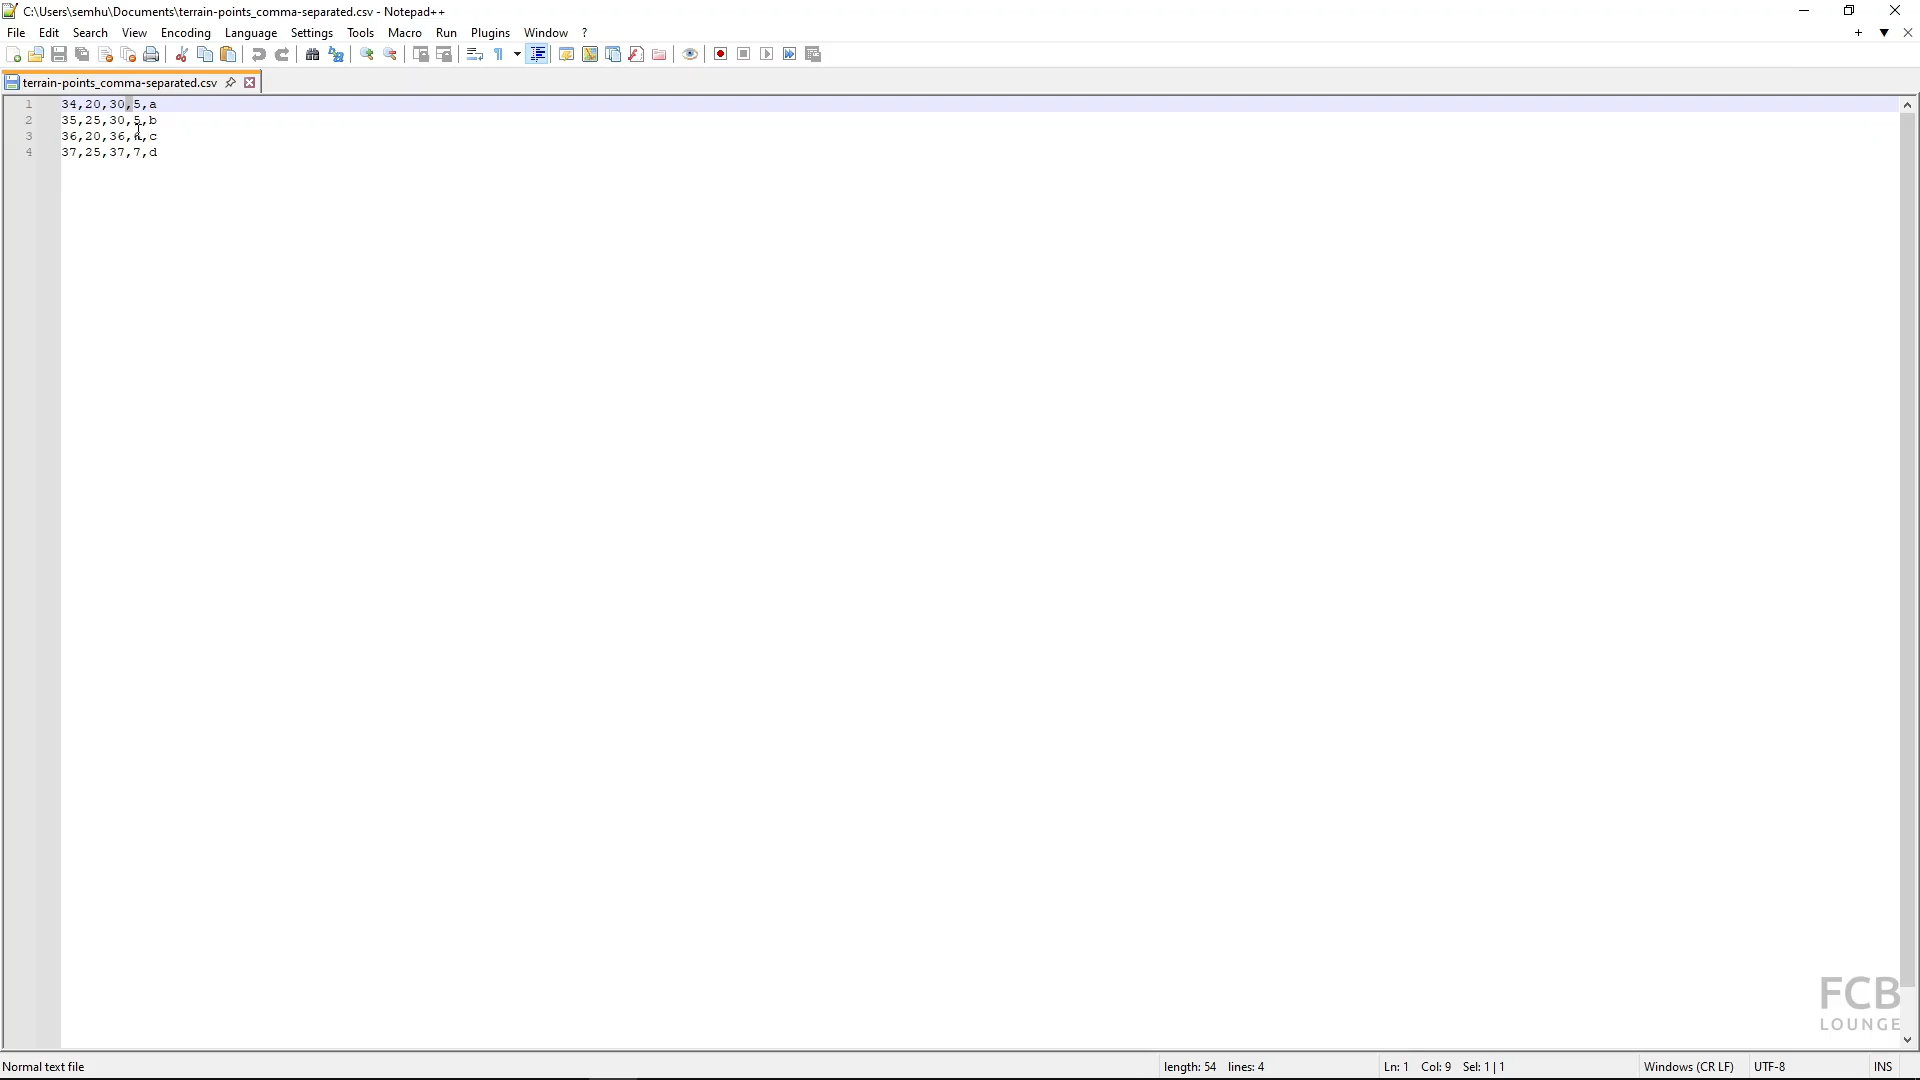 C:\Users\semhu\Documents\terrain-points_comma-separated.csv - Notepad++
File Edit Search View Encoding Language Settings Tools Macro Run Plugins Window ?
terrain-points_comma-separated.csv
1 34,20,30,5,a
2 35,25,30,5,b
3 36,20,36,6,c
4 37,25,37,7,d
FCB
LOUNGE
Normal text file length: 54 lines: 4 Ln: 1 Col: 9 Sel: 1 | 1 Windows (CR LF) UTF-8 INS